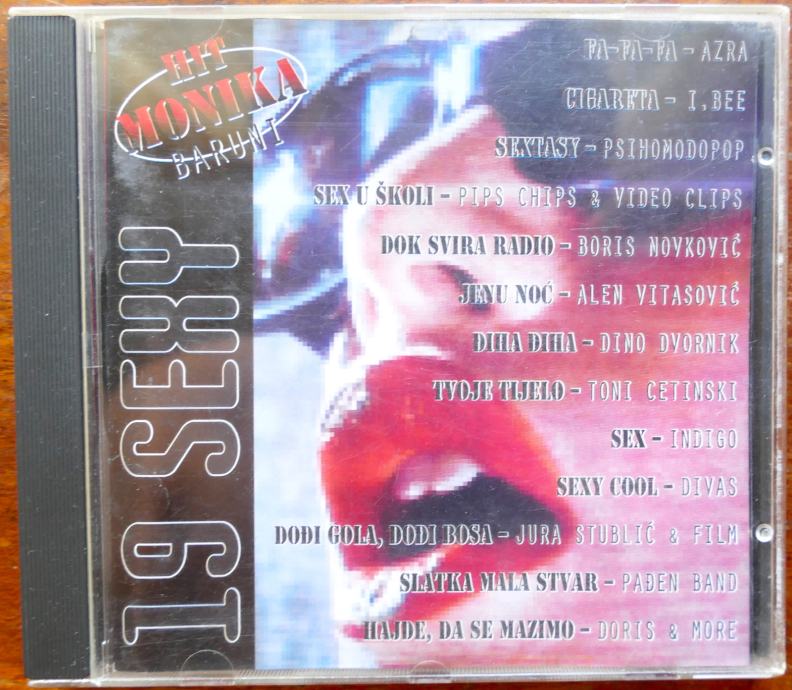 HIT
MONIKA
BARUNI
19 SEXY
FA-FA-FA – AZRA
CIGARETA – I.BEE
SEXTASY – PSIHOMODOPOP
SEX U ŠKOLI – PIPS CHIPS & VIDEO CLIPS
DOK SVIRA RADIO – BORIS NOVKOVIĆ
JENU NOĆ – ALEN VITASOVIĆ
ĐIHA ĐIHA – DINO DVORNIK
TVOJE TIJELO – TONI CETINSKI
SEX – INDIGO
SEXY COOL – DIVAS
DOĐI GOLA, DOĐI BOSA – JURA STUBLIĆ & FILM
SLATKA MALA STVAR – PAĐEN BAND
HAJDE, DA SE MAZIMO – DORIS & MORE